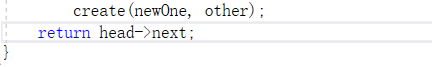 create(newOne, other);
return head->next;
}